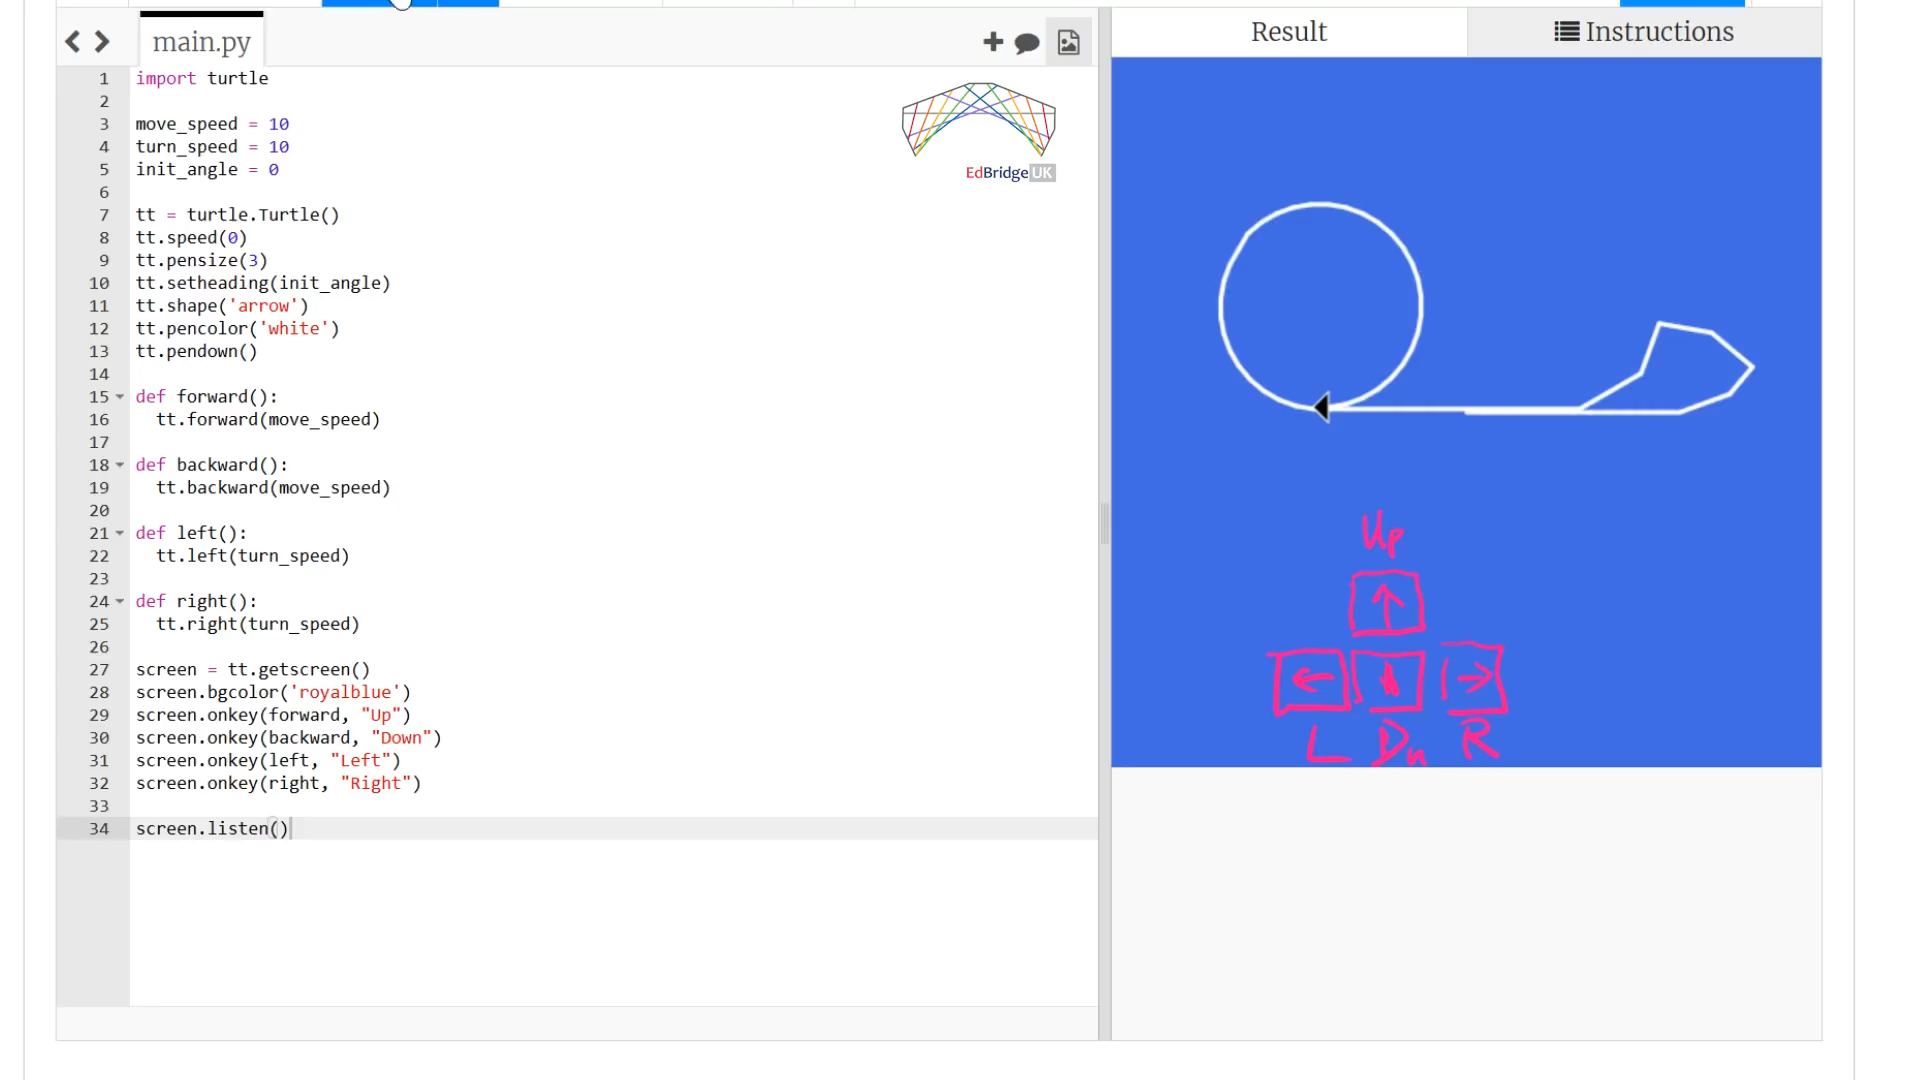 main.py
Result
Instructions
1 import turtle
2
3 move_speed = 10
4 turn_speed = 10
5 init_angle = 0
6
7 tt = turtle.Turtle()
8 tt.speed(0)
9 tt.pensize(3)
10 tt.setheading(init_angle)
11 tt.shape('arrow')
12 tt.pencolor('white')
13 tt.pendown()
14
15 def forward():
16   tt.forward(move_speed)
17
18 def backward():
19   tt.backward(move_speed)
20
21 def left():
22   tt.left(turn_speed)
23
24 def right():
25   tt.right(turn_speed)
26
27 screen = tt.getscreen()
28 screen.bgcolor('royalblue')
29 screen.onkey(forward, "Up")
30 screen.onkey(backward, "Down")
31 screen.onkey(left, "Left")
32 screen.onkey(right, "Right")
33
34 screen.listen()
EdBridge UK
Up
L Dn R